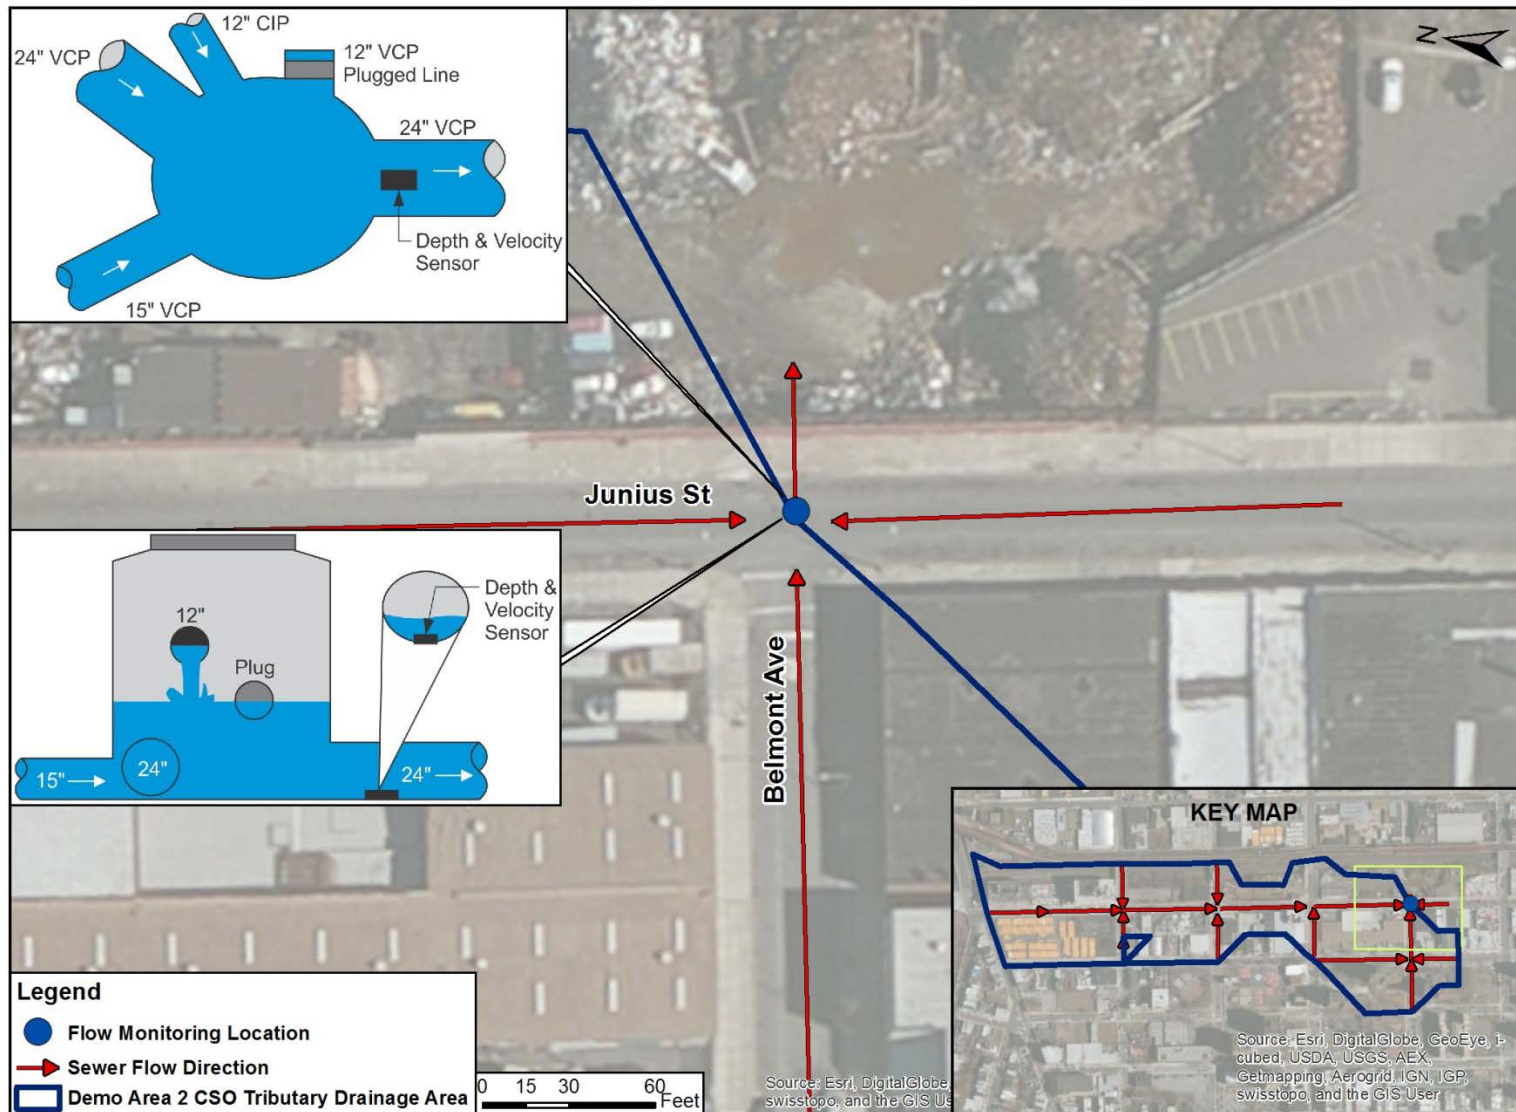 12" CIP
24" VCP
12" VCP
Plugged Line
24" VCP
Depth & Velocity
Sensor
15" VCP
N
Junius St
12"
Plug
Depth &
Velocity
Sensor
15"
24"
24"
Belmont Ave
KEY MAP
Source: Esri, DigitalGlobe, GeoEye, i-
cubed, USDA, USGS, AEX,
Getmapping, Aerogrid, IGN, IGP,
swisstopo, and the GIS User
Legend
Flow Monitoring Location
Sewer Flow Direction
Demo Area 2 CSO Tributary Drainage Area
0 15 30 60
Feet
Source: Esri, DigitalGlobe,
swisstopo, and the GIS Us